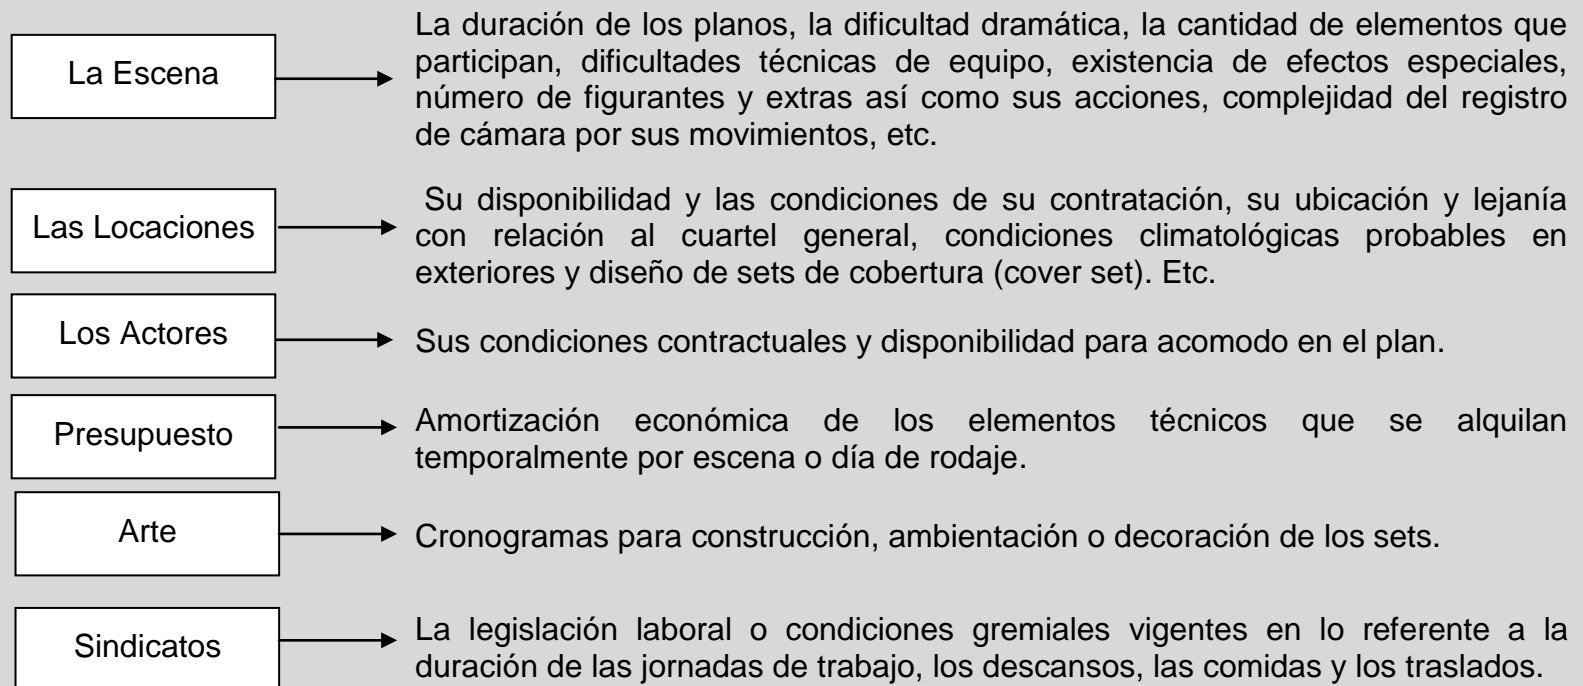 La Escena
La duración de los planos, la dificultad dramática, la cantidad de elementos que
participan, dificultades técnicas de equipo, existencia de efectos especiales,
número de figurantes y extras así como sus acciones, complejidad del registro
de cámara por sus movimientos, etc.
Las Locaciones
Su disponibilidad y las condiciones de su contratación, su ubicación y lejanía
con relación al cuartel general, condiciones climatológicas probables en
exteriores y diseño de sets de cobertura (cover set). Etc.
Los Actores
Sus condiciones contractuales y disponibilidad para acomodo en el plan.
Presupuesto
Amortización económica de los elementos técnicos que se alquilan
temporalmente por escena o día de rodaje.
Arte
Cronogramas para construcción, ambientación o decoración de los sets.
Sindicatos
La legislación laboral o condiciones gremiales vigentes en lo referente a la
duración de las jornadas de trabajo, los descansos, las comidas y los traslados.